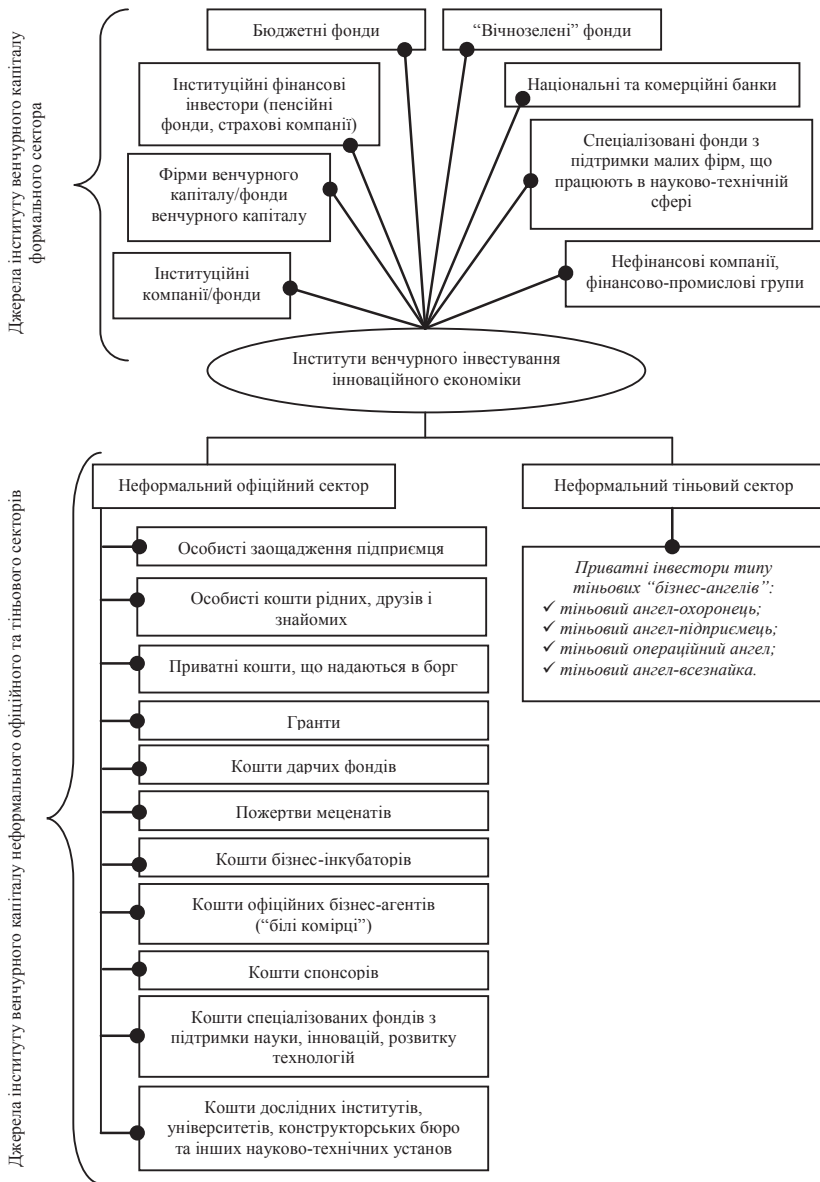 Джерела інституту венчурного капіталу
формального сектора
Бюджетні фонди
“Вічнозелені” фонди
Інституційні фінансові
інвестори (пенсійні
фонди, страхові компанії)
Національні та комерційні банки
Фірми венчурного
капіталу/фонди
венчурного капіталу
Спеціалізовані фонди з
підтримки малих фірм, що
працюють в науково-технічній
сфері
Інституційні
компанії/фонди
Нефінансові компанії,
фінансово-промислові групи
Інститути венчурного інвестування
інноваційного економіки
Джерела інституту венчурного капіталу неформального офіційного та тіньового секторів
Неформальний офіційний сектор
Особисті заощадження підприємця
Особисті кошти рідних, друзів і
знайомих
Приватні кошти, що надаються в борг
Гранти
Кошти дарчих фондів
Пожертви меценатів
Кошти бізнес-інкубаторів
Кошти офіційних бізнес-агентів
(“білі комірці”)
Кошти спонсорів
Кошти спеціалізованих фондів з
підтримки науки, інновацій, розвитку
технологій
Кошти дослідних інститутів,
університетів, конструкторських бюро
та інших науково-технічних установ
Неформальний тіньовий сектор
Приватні інвестори типу
тіньових “бізнес-ангелів”:
✓ тіньовий ангел-охоронець;
✓ тіньовий ангел-підприємець;
✓ тіньовий операційний ангел;
✓ тіньовий ангел-всезнайка.